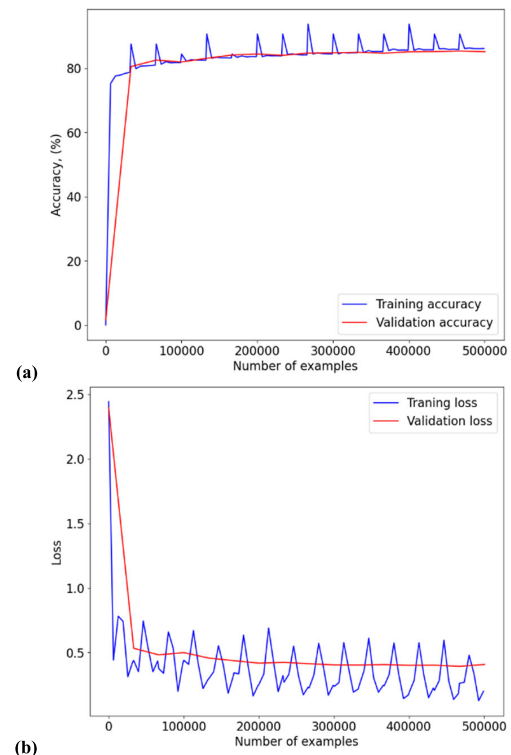 80
60
40
20
0
Accuracy, (%)
Training accuracy
Validation accuracy
0 100000 200000 300000 400000 500000
Number of examples
(a)
2.5
2.0
1.5
1.0
0.5
Loss
Traning loss
Validation loss
0 100000 200000 300000 400000 500000
Number of examples
(b)